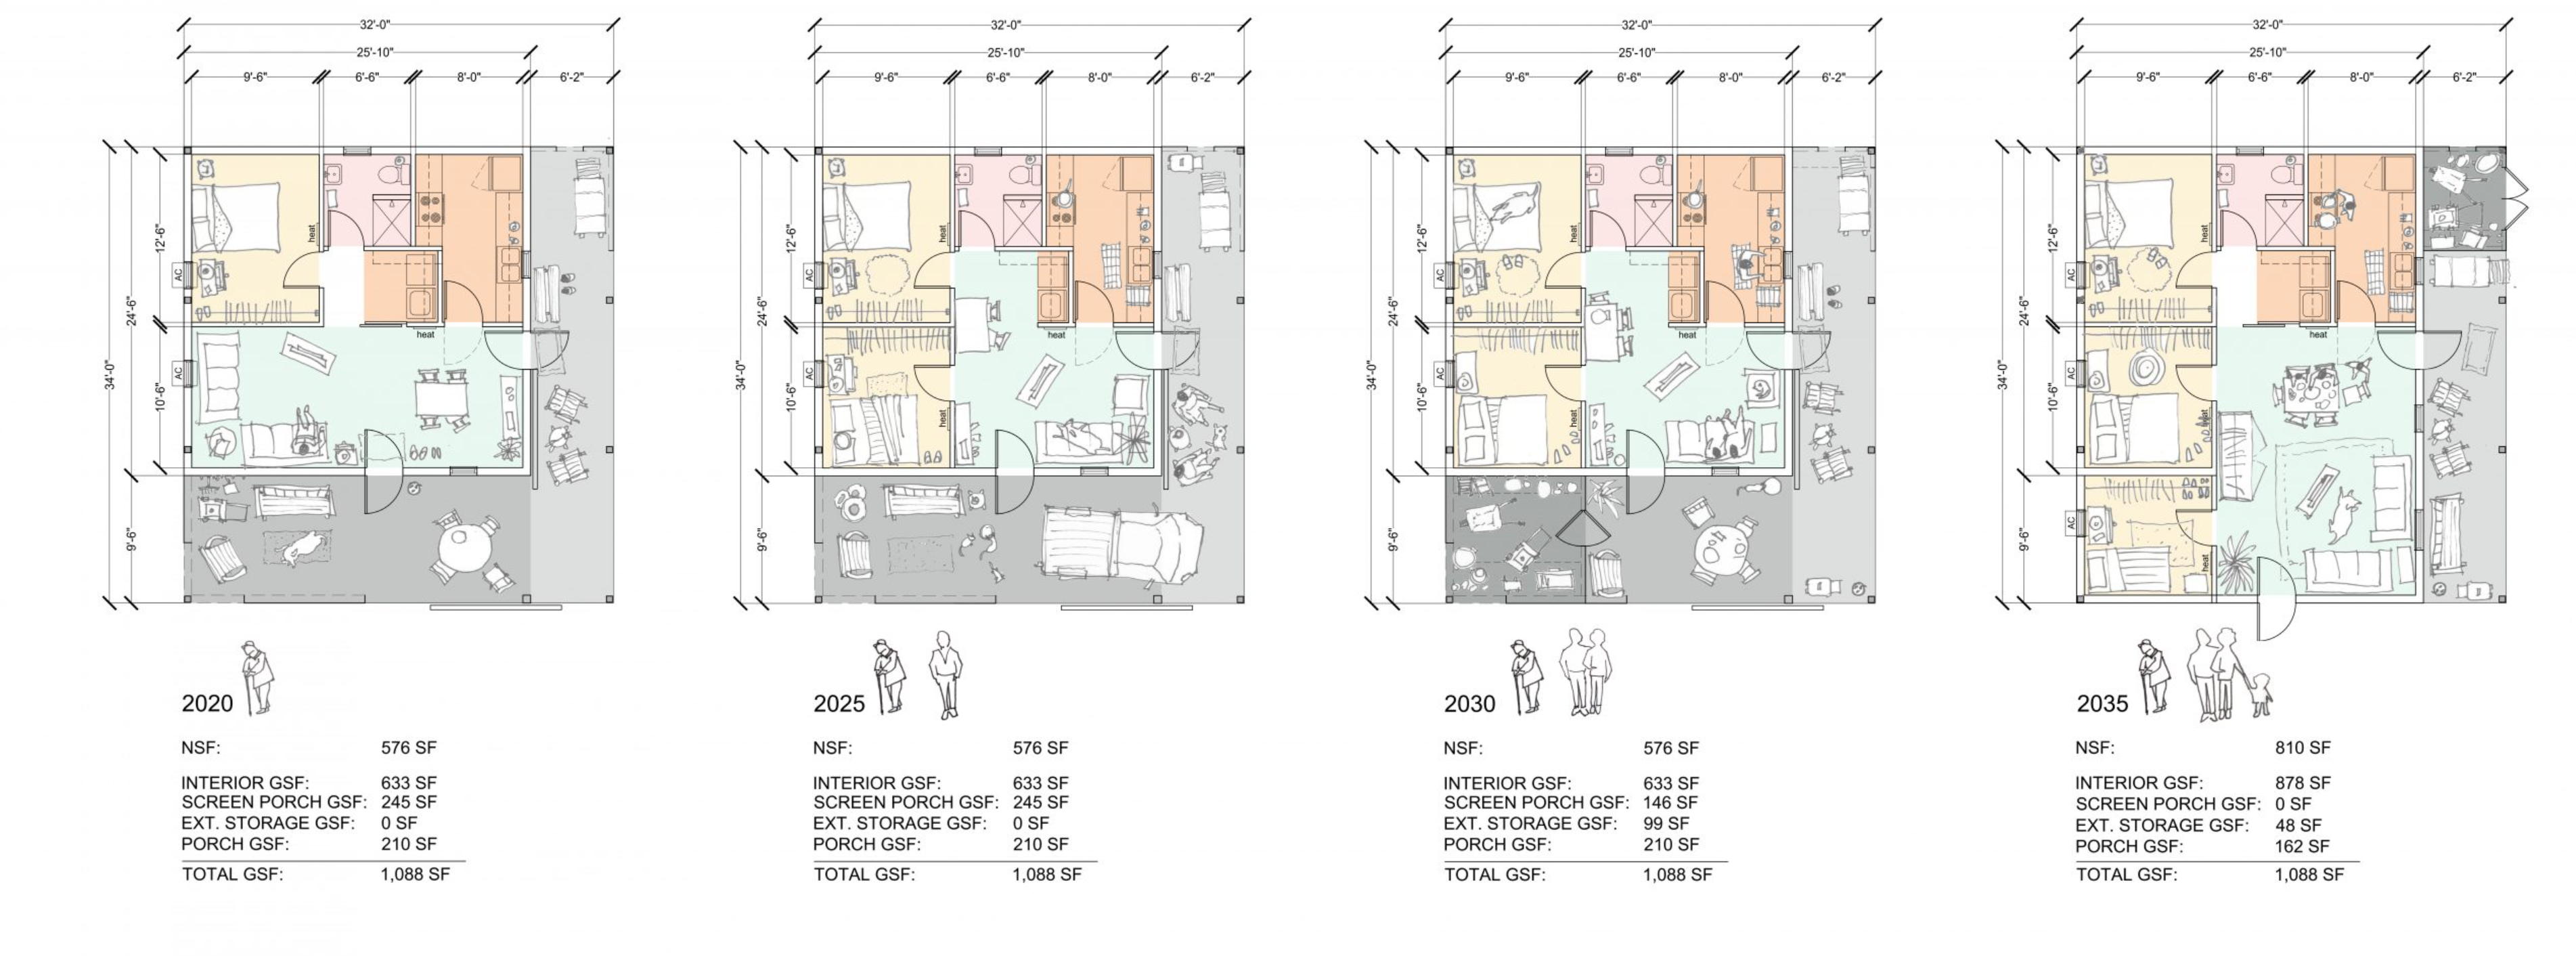 32'-0"
25'-10"
9'-6"
6'-6"
8'-0"
6'-2"
34'-0"
24'-6"
12'-6"
10'-6"
9'-6"
AC
AC
heat
heat
2020
NSF: 576 SF
INTERIOR GSF: 633 SF
SCREEN PORCH GSF: 245 SF
EXT. STORAGE GSF: 0 SF
PORCH GSF: 210 SF
TOTAL GSF: 1,088 SF
32'-0"
25'-10"
9'-6"
6'-6"
8'-0"
6'-2"
34'-0"
24'-6"
12'-6"
10'-6"
9'-6"
AC
AC
heat
heat
heat
2025
NSF: 576 SF
INTERIOR GSF: 633 SF
SCREEN PORCH GSF: 245 SF
EXT. STORAGE GSF: 0 SF
PORCH GSF: 210 SF
TOTAL GSF: 1,088 SF
32'-0"
25'-10"
9'-6"
6'-6"
8'-0"
6'-2"
34'-0"
24'-6"
12'-6"
10'-6"
9'-6"
AC
AC
heat
heat
heat
2030
NSF: 576 SF
INTERIOR GSF: 633 SF
SCREEN PORCH GSF: 146 SF
EXT. STORAGE GSF: 99 SF
PORCH GSF: 210 SF
TOTAL GSF: 1,088 SF
32'-0"
25'-10"
9'-6"
6'-6"
8'-0"
6'-2"
34'-0"
24'-6"
12'-6"
10'-6"
9'-6"
AC
AC
AC
heat
heat
heat
heat
2035
NSF: 810 SF
INTERIOR GSF: 878 SF
SCREEN PORCH GSF: 0 SF
EXT. STORAGE GSF: 48 SF
PORCH GSF: 162 SF
TOTAL GSF: 1,088 SF